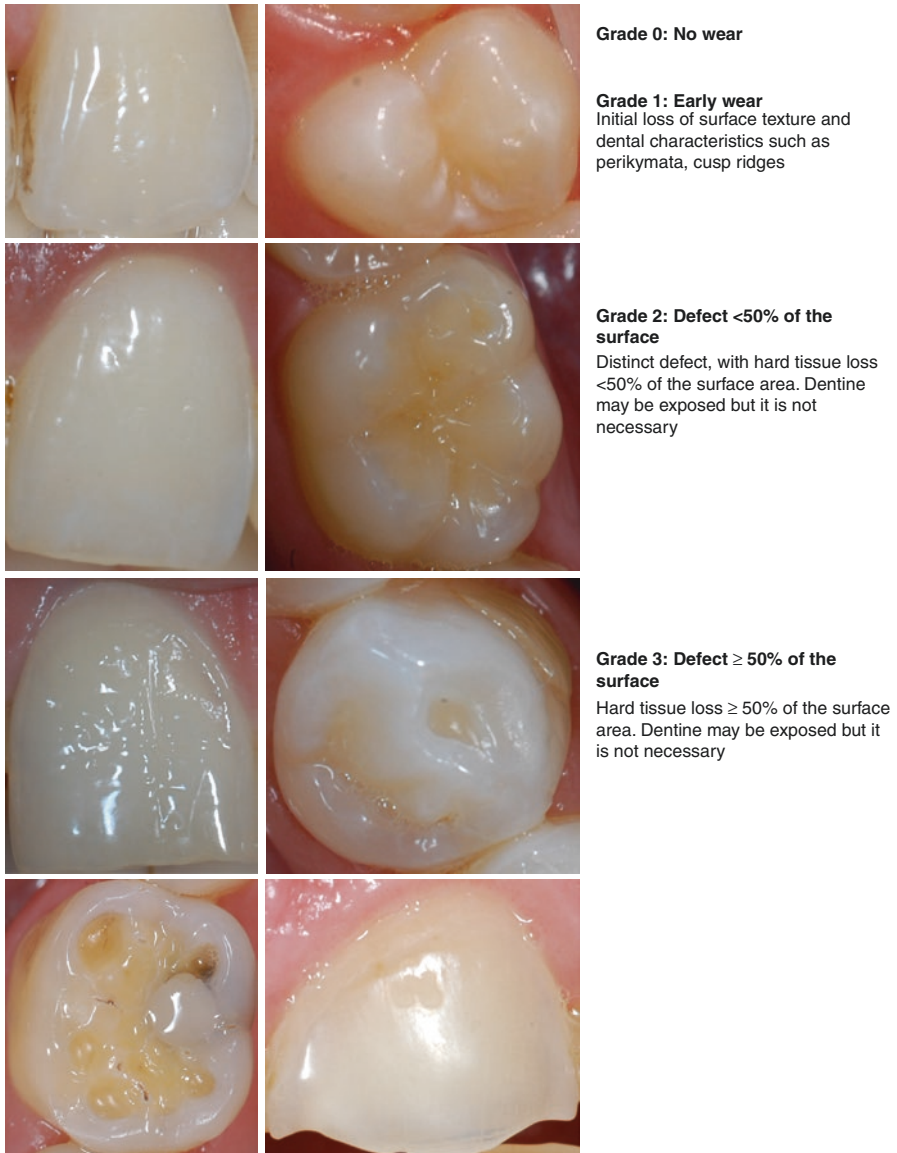 Grade 0: No wear
Grade 1: Early wear
Initial loss of surface texture and
dental characteristics such as
perikymata, cusp ridges
Grade 2: Defect <50% of the
surface
Distinct defect, with hard tissue loss
<50% of the surface area. Dentine
may be exposed but it is not
necessary
Grade 3: Defect ≥ 50% of the
surface
Hard tissue loss ≥ 50% of the surface
area. Dentine may be exposed but it
is not necessary